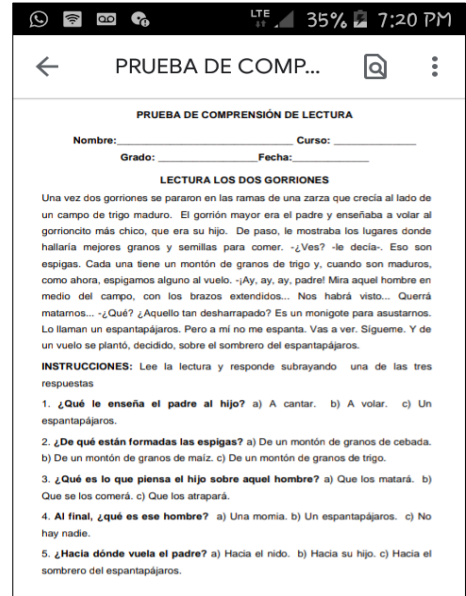 LTE 35% 7:20 PM
PRUEBA DE COMP...
PRUEBA DE COMPRENSIÓN DE LECTURA
Nombre:______________________________ Curso: ______________
Grado: _________________Fecha:_____________
LECTURA LOS DOS GORRIONES
Una vez dos gorriones se pararon en las ramas de una zarza que crecía al lado de
un campo de trigo maduro. El gorrión mayor era el padre y enseñaba a volar al
gorrioncito más chico, que era su hijo. De paso, le mostraba los lugares donde
hallaría mejores granos y semillas para comer. -¿Ves? -le decía-. Eso son
espigas. Cada una tiene un montón de granos de trigo y, cuando son maduros,
como ahora, espigamos alguno al vuelo. -¡Ay, ay, ay, padre! Mira aquel hombre en
medio del campo, con los brazos extendidos... Nos habrá visto... Querrá
matarnos... -¿Qué? ¿Aquello tan desharrapado? Es un monigote para asustarnos.
Lo llaman un espantapájaros. Pero a mí no me espanta. Vas a ver. Sígueme. Y de
un vuelo se plantó, decidido, sobre el sombrero del espantapájaros.
INSTRUCCIONES: Lee la lectura y responde subrayando una de las tres
respuestas
1. ¿Qué le enseña el padre al hijo? a) A cantar. b) A volar. c) Un
espantapájaros.
2. ¿De qué están formadas las espigas? a) De un montón de granos de cebada.
b) De un montón de granos de maíz. c) De un montón de granos de trigo.
3. ¿Qué es lo que piensa el hijo sobre aquel hombre? a) Que los matará. b)
Que se los comerá. c) Que los atrapará.
4. Al final, ¿qué es ese hombre? a) Una momia. b) Un espantapájaros. c) No
hay nadie.
5. ¿Hacia dónde vuela el padre? a) Hacia el nido. b) Hacia su hijo. c) Hacia el
sombrero del espantapájaros.